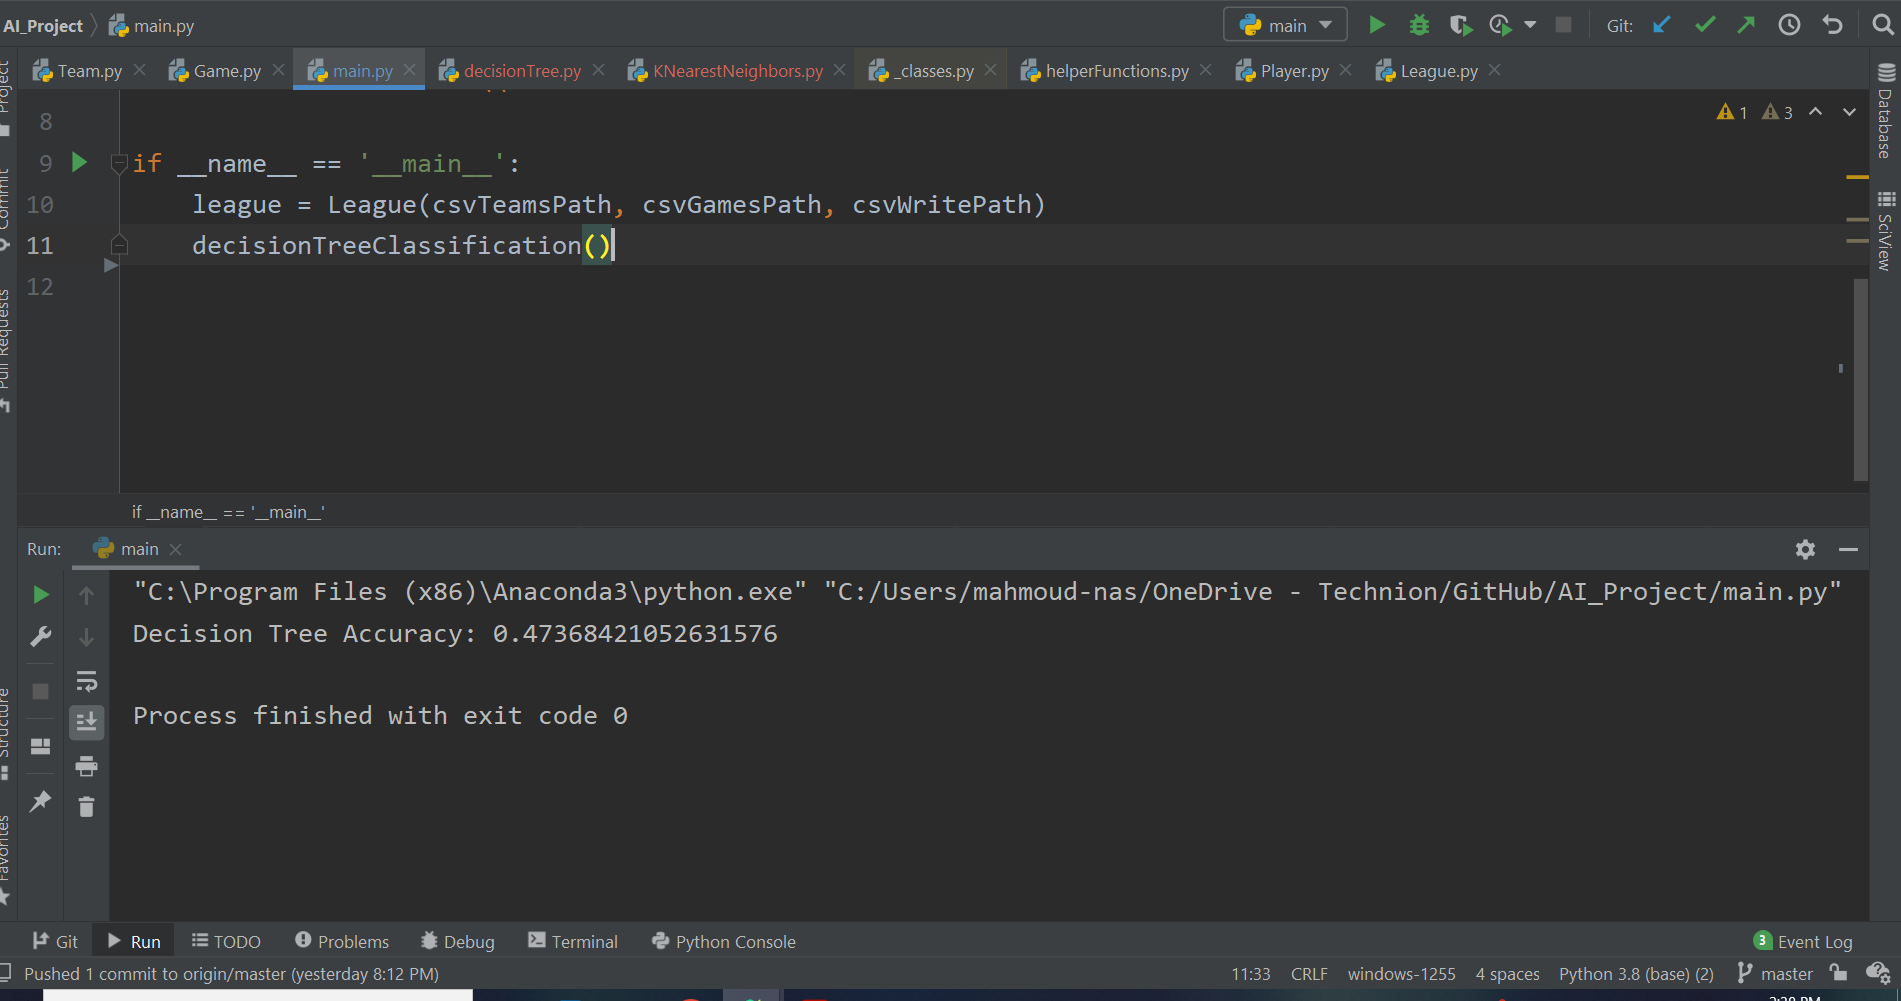 AI_Project main.py
main
Git:
Team.py Game.py main.py decisionTree.py KNearestNeighbors.py _classes.py helperFunctions.py Player.py League.py
1 3
8
9 if __name__ == '__main__':
10 league = League(csvTeamsPath, csvGamesPath, csvWritePath)
11 decisionTreeClassification()
12
if __name__ == '__main__'
Run: main
"C:\Program Files (x86)\Anaconda3\python.exe" "C:/Users/mahmoud-nas/OneDrive - Technion/GitHub/AI_Project/main.py"
Decision Tree Accuracy: 0.47368421052631576
Process finished with exit code 0
Project
Commit
Pull Requests
Structure
Favorites
Database
SciView
Git Run TODO Problems Debug Terminal Python Console 3 Event Log
Pushed 1 commit to origin/master (yesterday 8:12 PM) 11:33 CRLF windows-1255 4 spaces Python 3.8 (base) (2) master